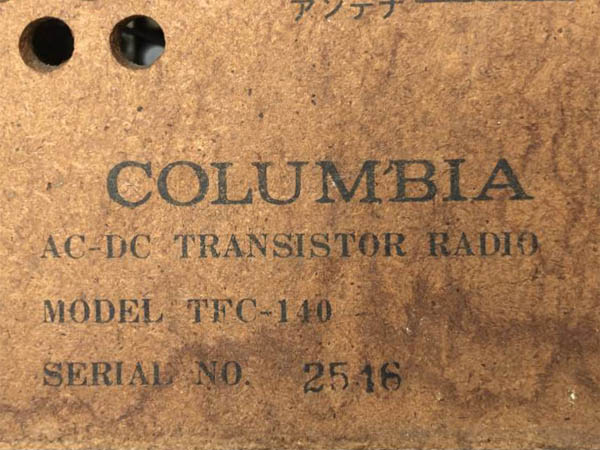 アンテナ
COLUMBIA
AC-DC TRANSISTOR RADIO
MODEL TFC-140
SERIAL NO. 2546